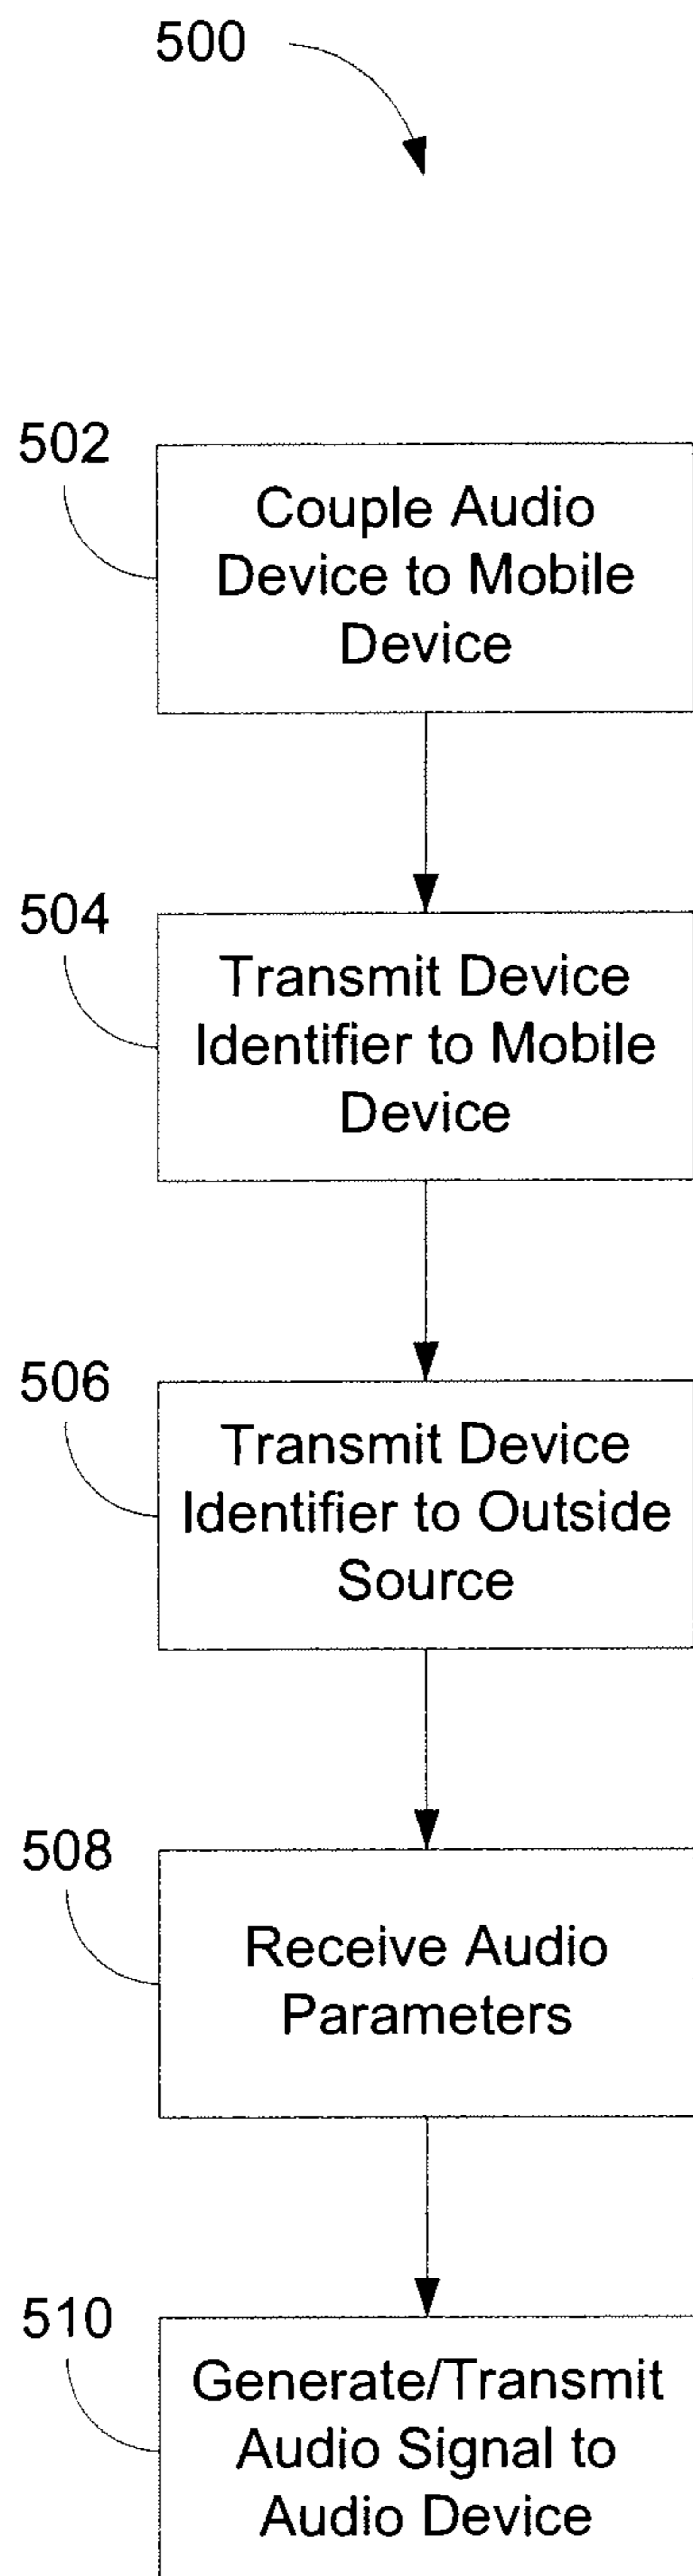 500
502
Couple Audio
Device to Mobile
Device
504
Transmit Device
Identifier to Mobile
Device
506
Transmit Device
Identifier to Outside
Source
508
Receive Audio
Parameters
510
Generate/Transmit
Audio Signal to
Audio Device